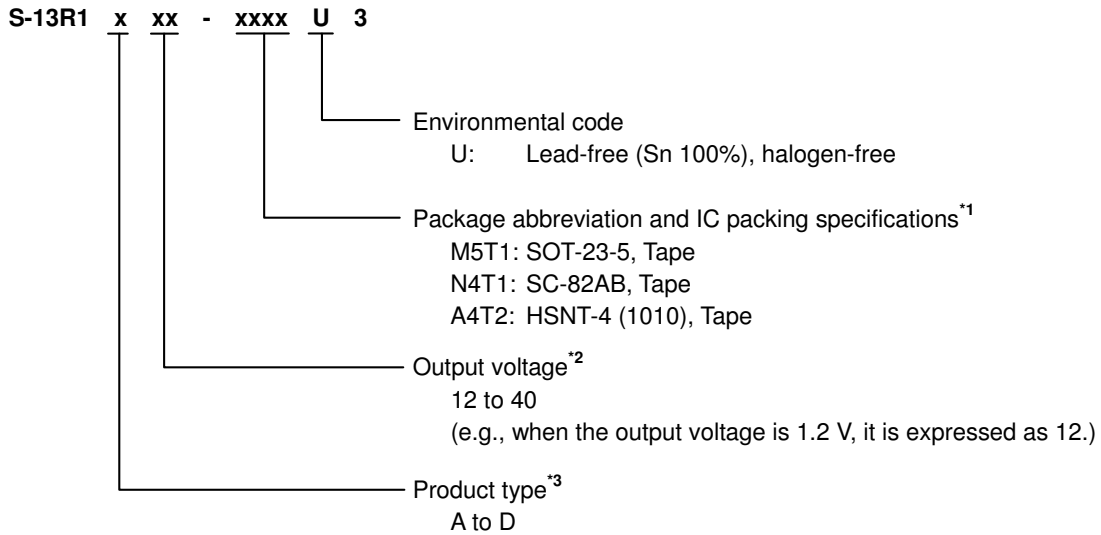 S-13R1 x xx - xxxx U 3
Environmental code
U: Lead-free (Sn 100%), halogen-free
Package abbreviation and IC packing specifications*1
M5T1: SOT-23-5, Tape
N4T1: SC-82AB, Tape
A4T2: HSNT-4 (1010), Tape
Output voltage*2
12 to 40
(e.g., when the output voltage is 1.2 V, it is expressed as 12.)
Product type*3
A to D